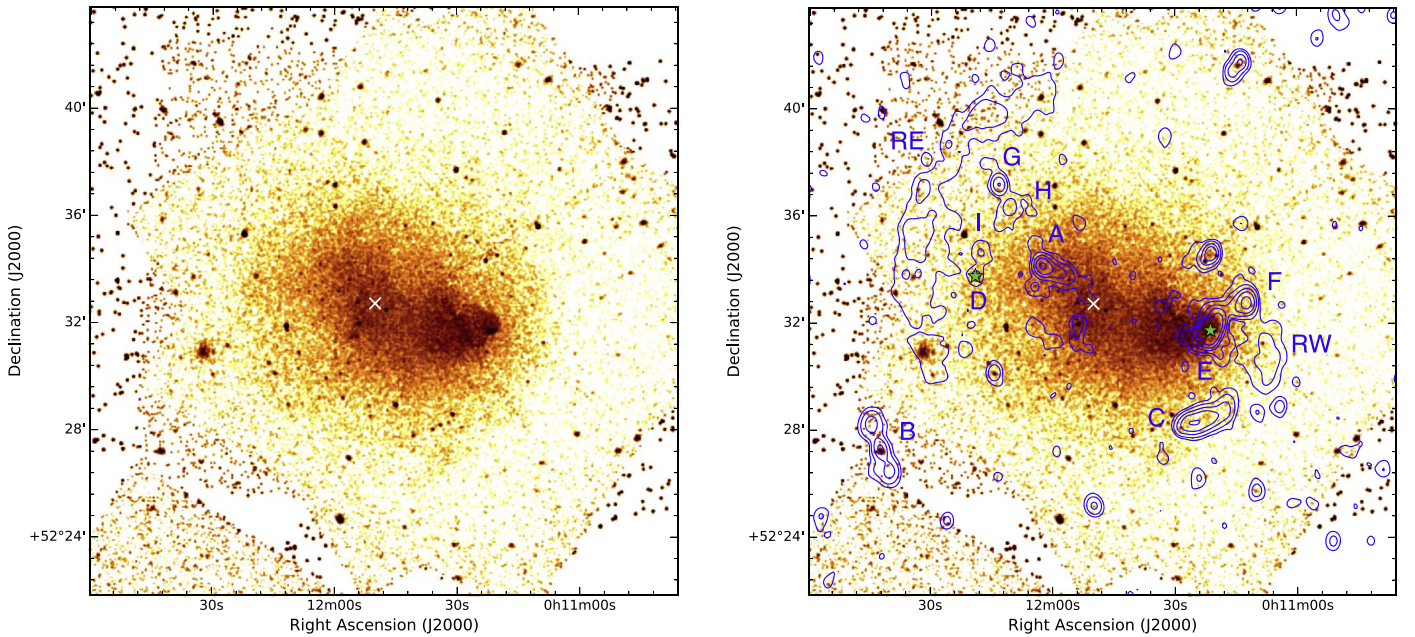 Declination (J2000)
40'
36'
32'
28'
+52°24'
30s
12m00s
30s
0h11m00s
Right Ascension (J2000)
Declination (J2000)
40'
36'
32'
28'
+52°24'
RE
G
H
I
A
D
F
RW
E
C
B
30s
12m00s
30s
0h11m00s
Right Ascension (J2000)